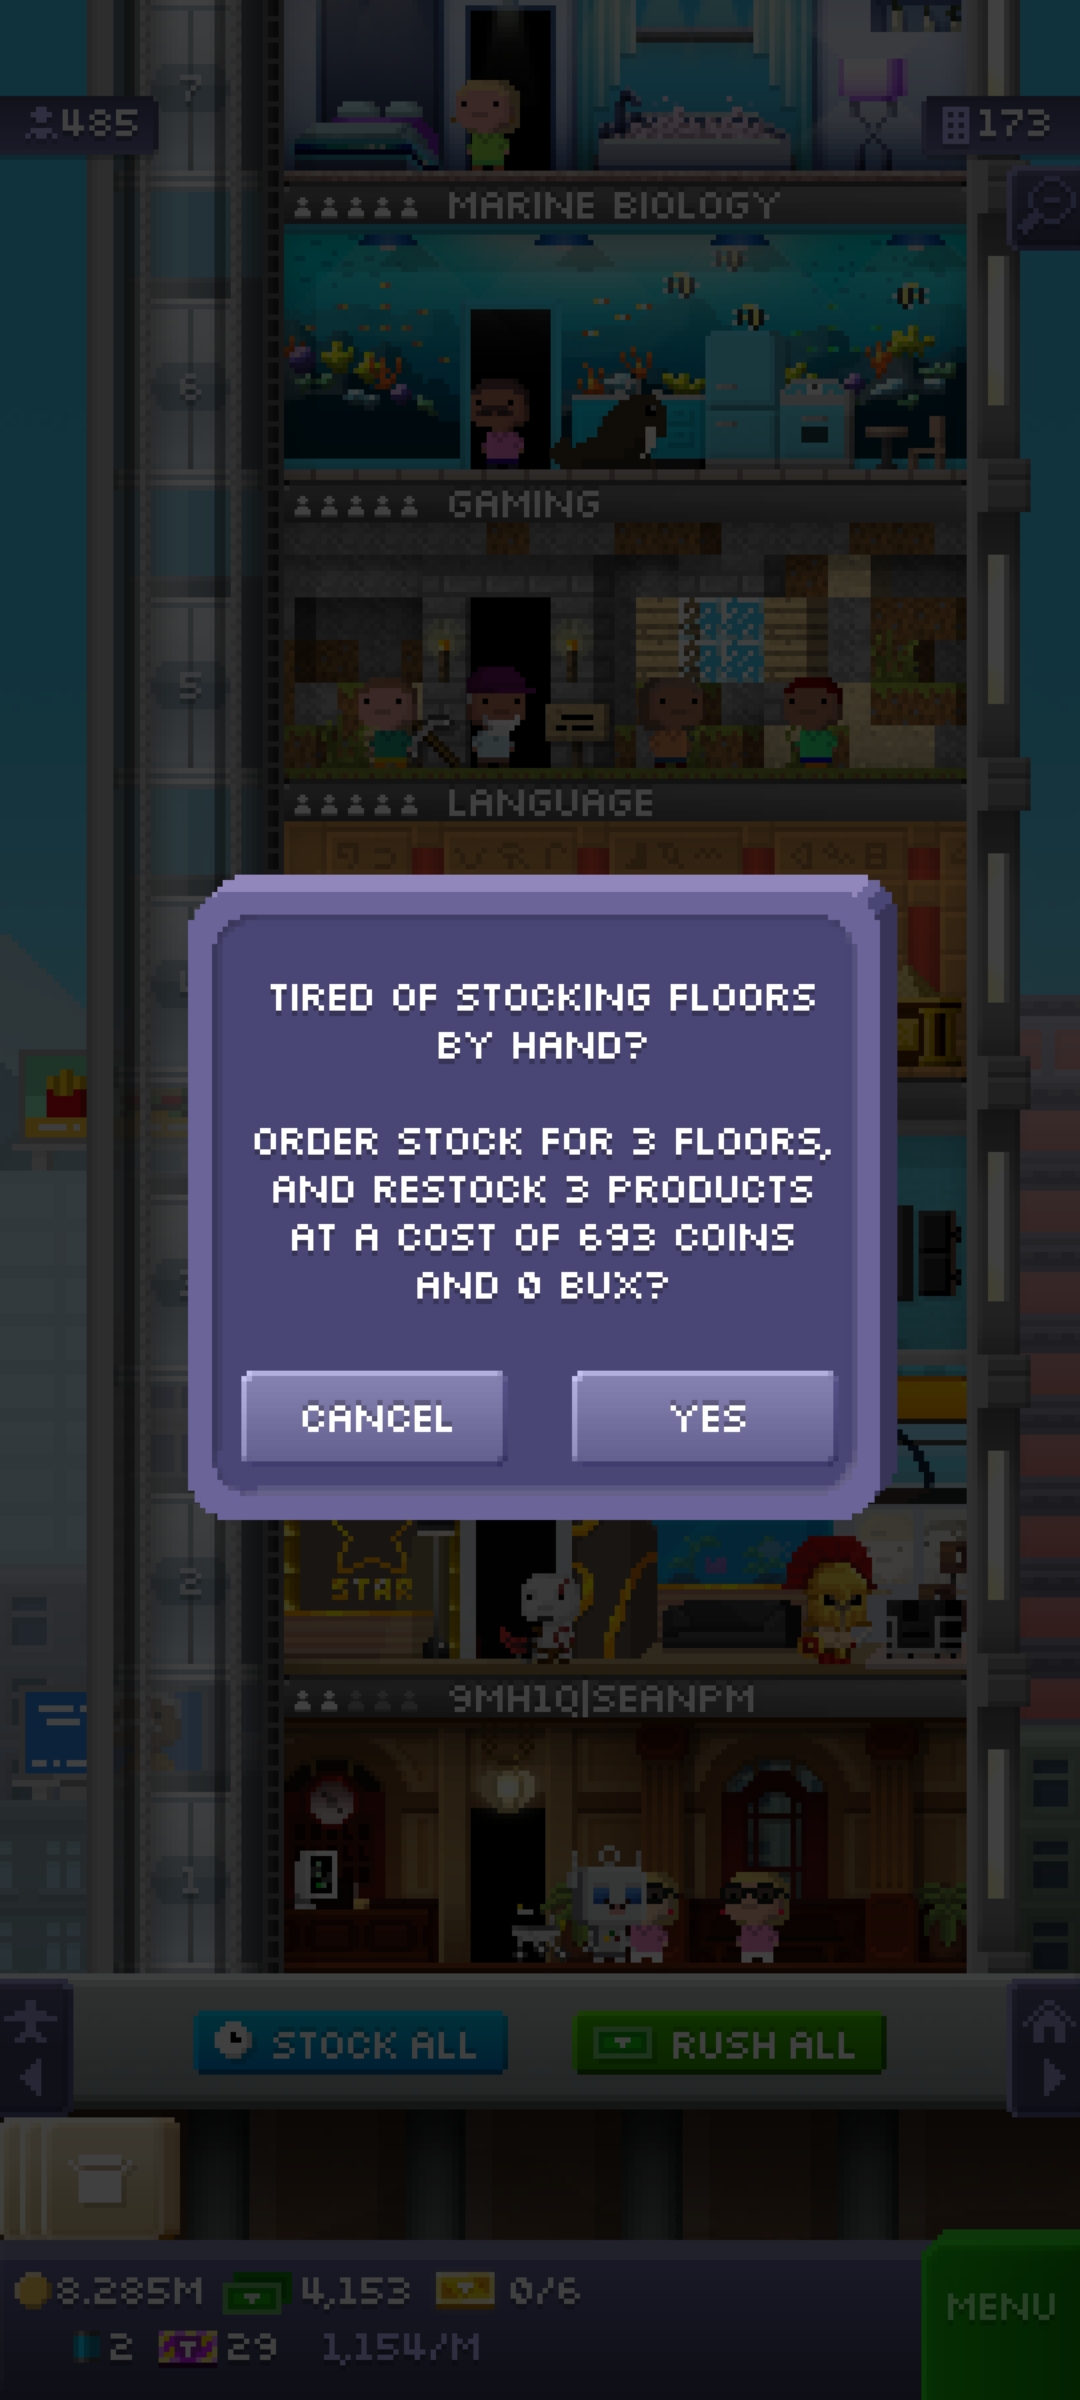 7
485
173
MARINE BIOLOGY
6
GAMING
5
LANGUAGE
TIRED OF STOCKING FLOORS
BY HAND?
ORDER STOCK FOR 3 FLOORS,
AND RESTOCK 3 PRODUCTS
AT A COST OF 693 COINS
AND 0 BUX?
CANCEL
YES
STAR
2
9MH1Q|SEANPM
1
STOCK ALL
RUSH ALL
8.285M
4,153
0/6
MENU
2
29
1,154/M